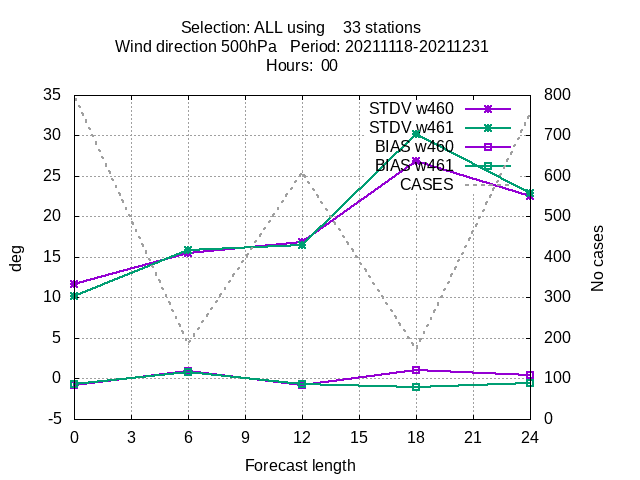 Selection: ALL using    33 stations
Wind direction 500hPa   Period: 20211118-20211231
Hours:  00
35
30
25
20
15
10
5
0
-5
deg
800
700
600
500
400
300
200
100
0
No cases
STDV w460
STDV w461
BIAS w460
BIAS w461
CASES
0 3 6 9 12 15 18 21 24
Forecast length